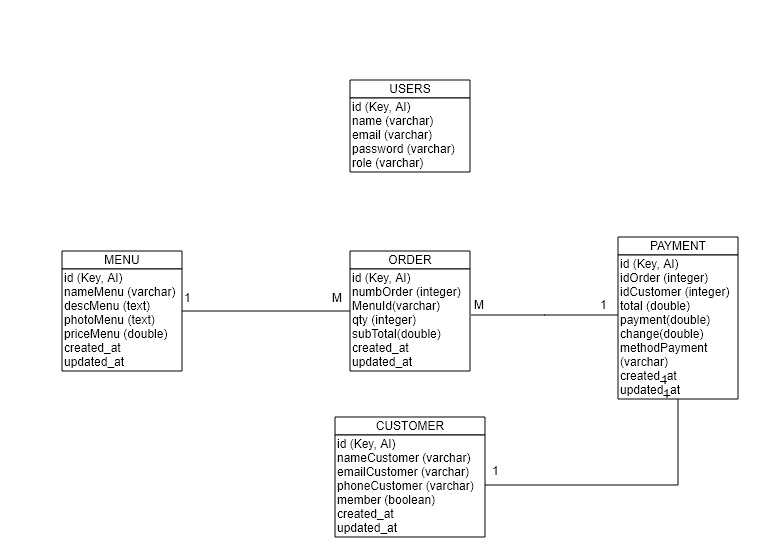 USERS
id (Key, AI)
name (varchar)
email (varchar)
password (varchar)
role (varchar)
MENU
id (Key, AI)
nameMenu (varchar)
descMenu (text)
photoMenu (text)
priceMenu (double)
created_at
updated_at
1
M
ORDER
id (Key, AI)
numbOrder (integer)
MenuId(varchar)
qty (integer)
subTotal(double)
created_at
updated_at
M
1
PAYMENT
id (Key, AI)
idOrder (integer)
idCustomer (integer)
total (double)
payment(double)
change(double)
methodPayment
(varchar)
created_at
updated_at
1
1
CUSTOMER
id (Key, AI)
nameCustomer (varchar)
emailCustomer (varchar)
phoneCustomer (varchar)
member (boolean)
created_at
updated_at
1